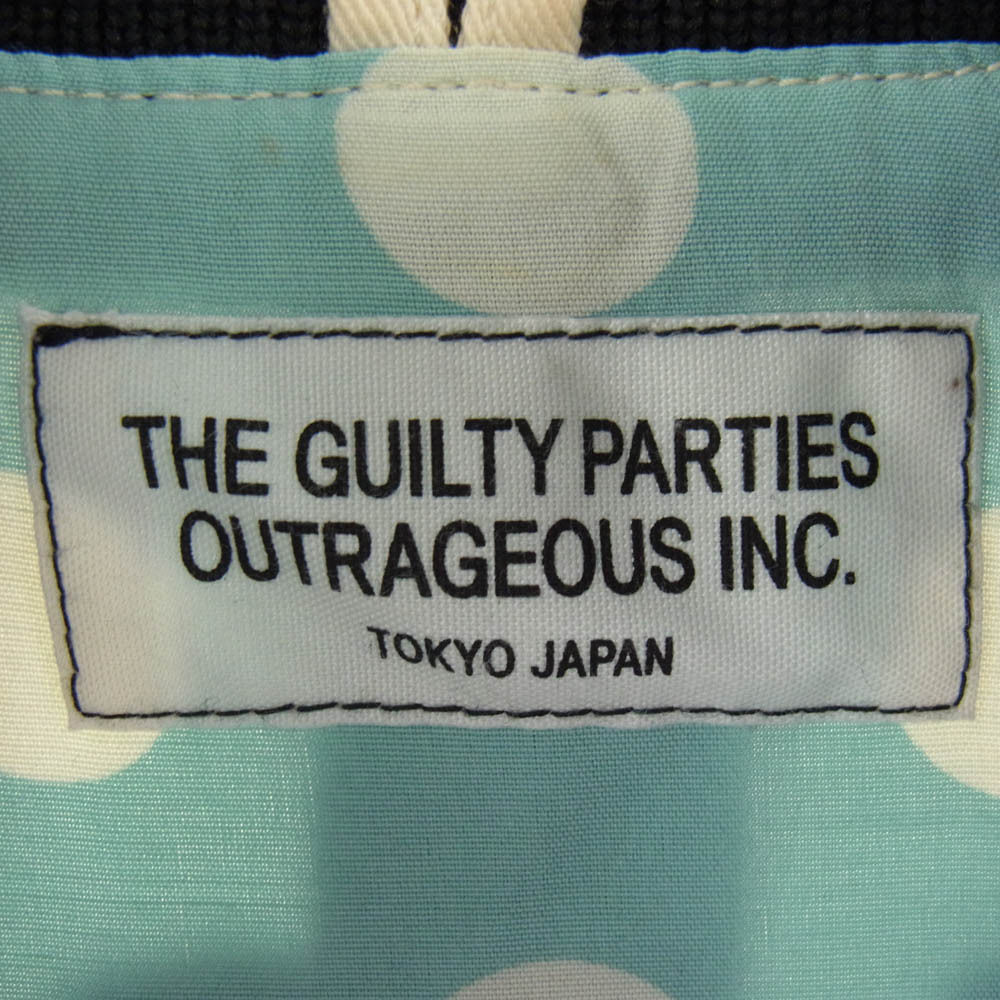 THE GUILTY PARTIES
OUTRAGEOUS INC.
TOKYO JAPAN